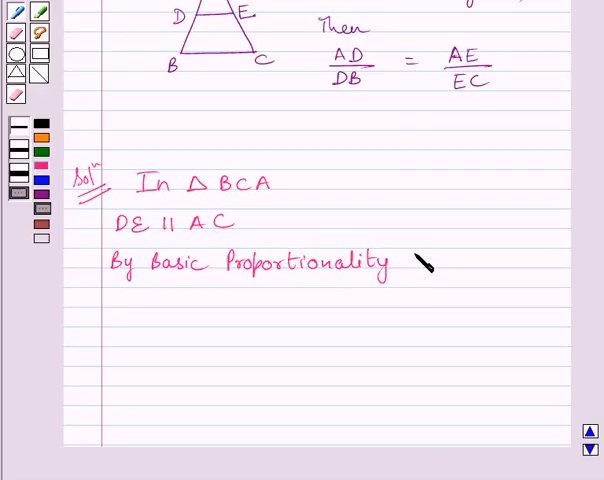 D E
Then
B C
AD/DB = AE/EC
Solⁿ In Δ BCA
DE || AC
By Basic Proportionality